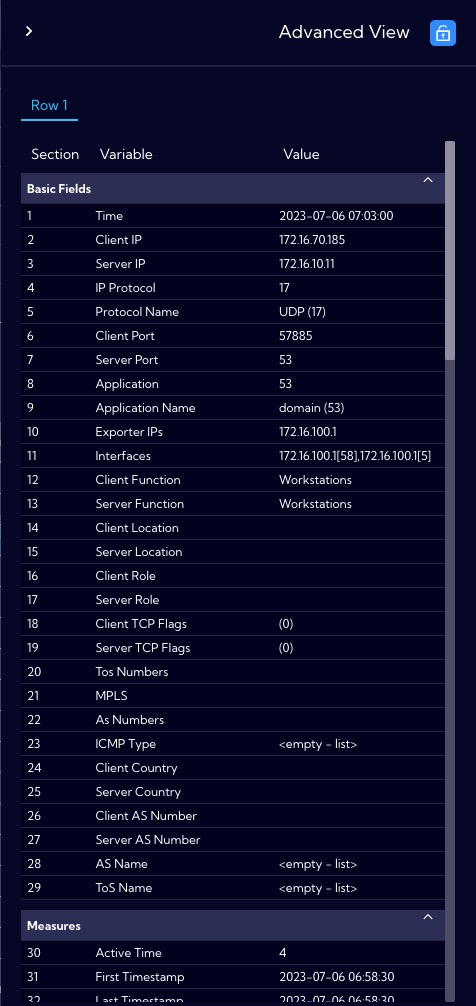 Advanced View
Row 1
Section Variable Value
Basic Fields
1 Time 2023-07-06 07:03:00
2 Client IP 172.16.70.185
3 Server IP 172.16.10.11
4 IP Protocol 17
5 Protocol Name UDP (17)
6 Client Port 57885
7 Server Port 53
8 Application 53
9 Application Name domain (53)
10 Exporter IPs 172.16.100.1
11 Interfaces 172.16.100.1[58],172.16.100.1[5]
12 Client Function Workstations
13 Server Function Workstations
14 Client Location
15 Server Location
16 Client Role
17 Server Role
18 Client TCP Flags (0)
19 Server TCP Flags (0)
20 Tos Numbers
21 MPLS
22 As Numbers
23 ICMP Type <empty - list>
24 Client Country
25 Server Country
26 Client AS Number
27 Server AS Number
28 AS Name <empty - list>
29 ToS Name <empty - list>
Measures
30 Active Time 4
31 First Timestamp 2023-07-06 06:58:30
32 Last Timestamp 2023-07-06 06:58:30